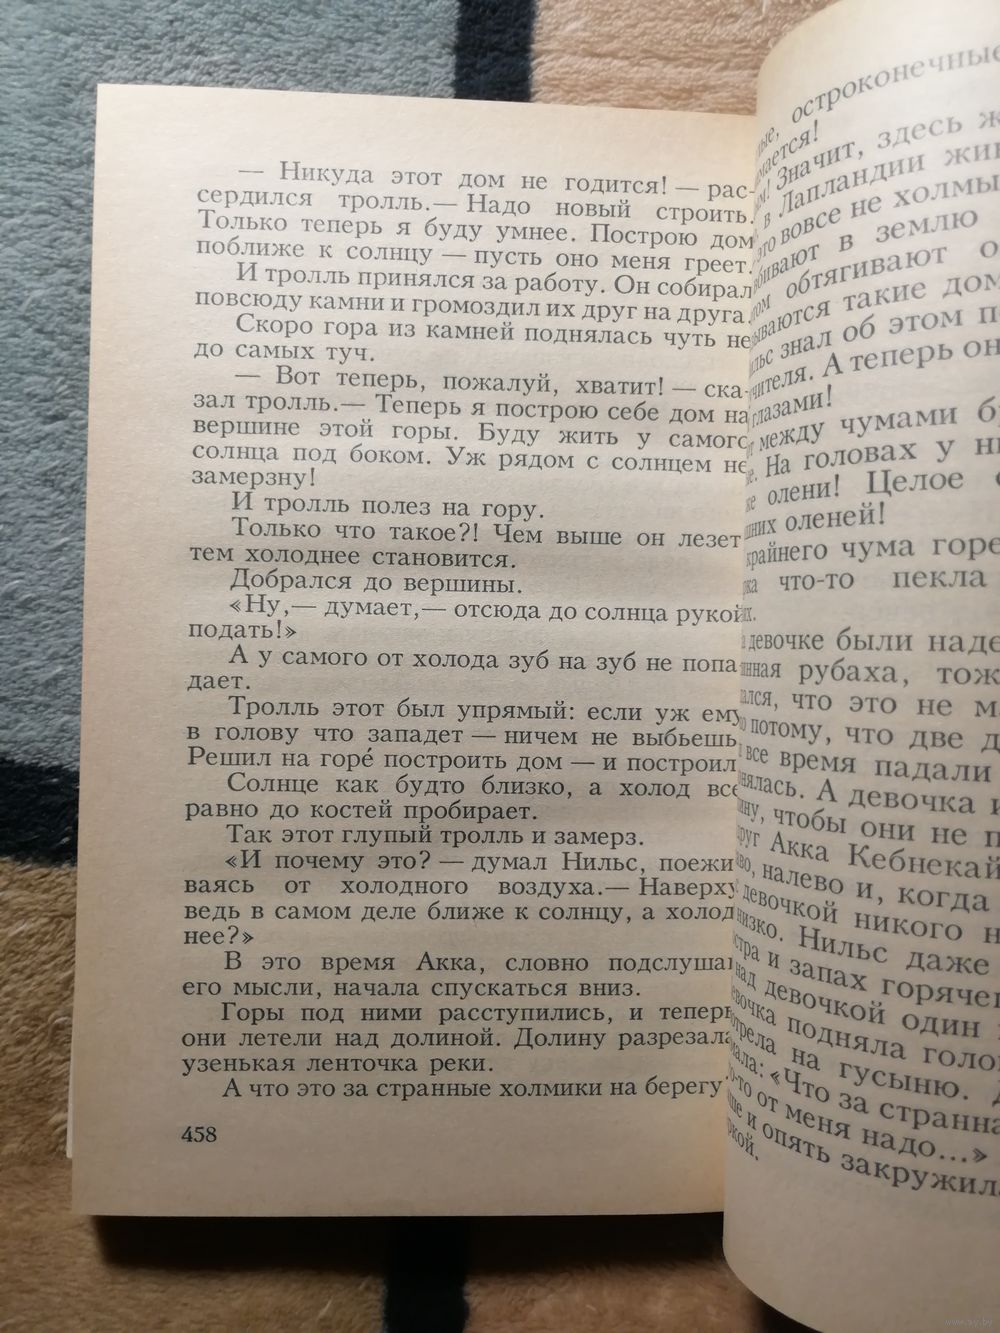 — Никуда этот дом не годится! — рас-
сердился тролль.— Надо новый строить.
Только теперь я буду умнее. Построю дом
поближе к солнцу — пусть оно меня греет.
И тролль принялся за работу. Он собирал
повсюду камни и громоздил их друг на друга.
Скоро гора из камней поднялась чуть не
до самых туч.
— Вот теперь, пожалуй, хватит! — ска-
зал тролль.— Теперь я построю себе дом на
вершине этой горы. Буду жить у самого
солнца под боком. Уж рядом с солнцем не
замерзну!
И тролль полез на гору.
Только что такое?! Чем выше он лезет
тем холоднее становится.
Добрался до вершины.
«Ну,— думает,— отсюда до солнца рукой
подать!»
А у самого от холода зуб на зуб не попа-
дает.
Тролль этот был упрямый: если уж ему
в голову что западет — ничем не выбьешь.
Решил на горе́ построить дом — и построил
Солнце как будто близко, а холод все
равно до костей пробирает.
Так этот глупый тролль и замерз.
«И почему это? — думал Нильс, поежи-
ваясь от холодного воздуха.— Наверху
ведь в самом деле ближе к солнцу, а холод
нее?»
В это время Акка, словно подслушав
его мысли, начала спускаться вниз.
Горы под ними расступились, и теперь
они летели над долиной. Долину разрезала
узенькая ленточка реки.
А что это за странные холмики на берегу
458
остроконечные
Значит, здесь
в Лапландии
это вовсе не холмы
в землю
обтягивают
такие дом
знал об этом
А теперь он
глазами!
между чумами
На головах у
олени! Целое
оленей!
крайнего чума горе
что-то пекла
девочке были наде
рубаха, тож
что это не
потому, что две
все время падали
А девочка и
чтобы они не
Акка Кебнекай
налево и, когда
девочкой никого
Нильс даже
и запах горяче
над девочкой один
подняла голо
на гусыню.
«Что за странна
от меня надо...»
и опять закружил
www.ay.by